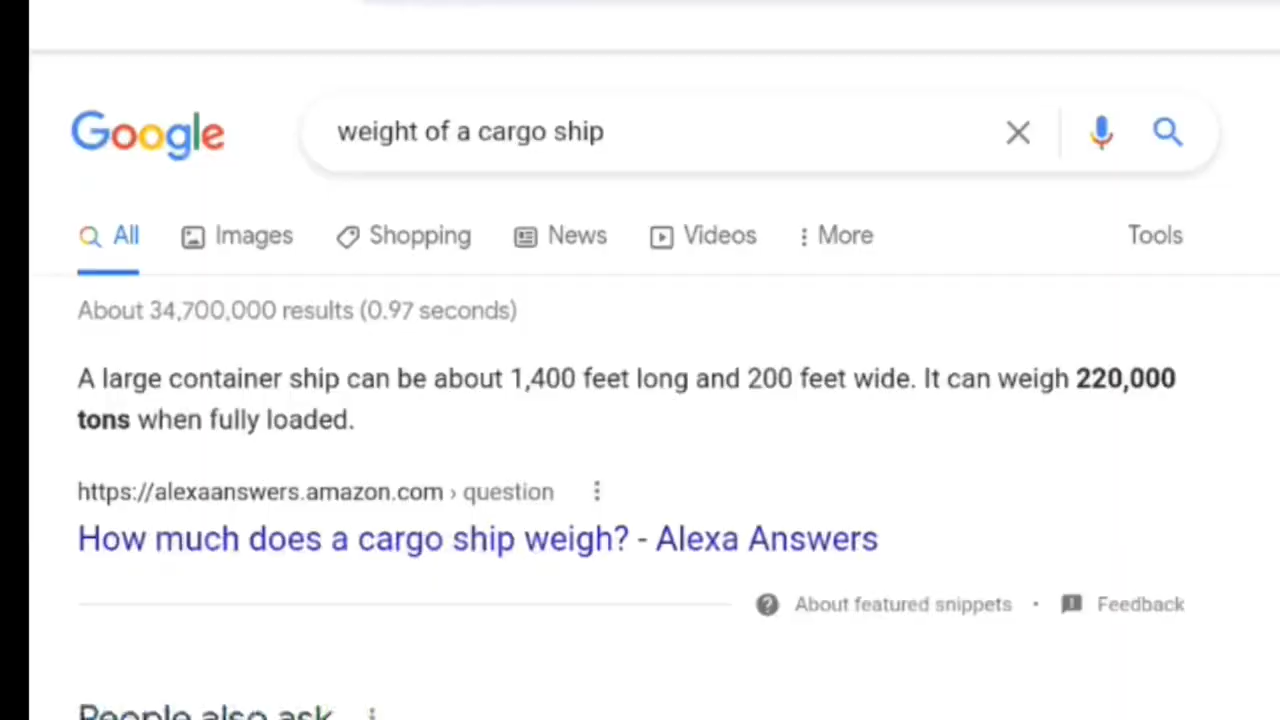 Google
weight of a cargo ship
All Images Shopping News Videos More Tools
About 34,700,000 results (0.97 seconds)
A large container ship can be about 1,400 feet long and 200 feet wide. It can weigh 220,000
tons when fully loaded.
https://alexaanswers.amazon.com › question
How much does a cargo ship weigh? - Alexa Answers
About featured snippets • Feedback
People also ask